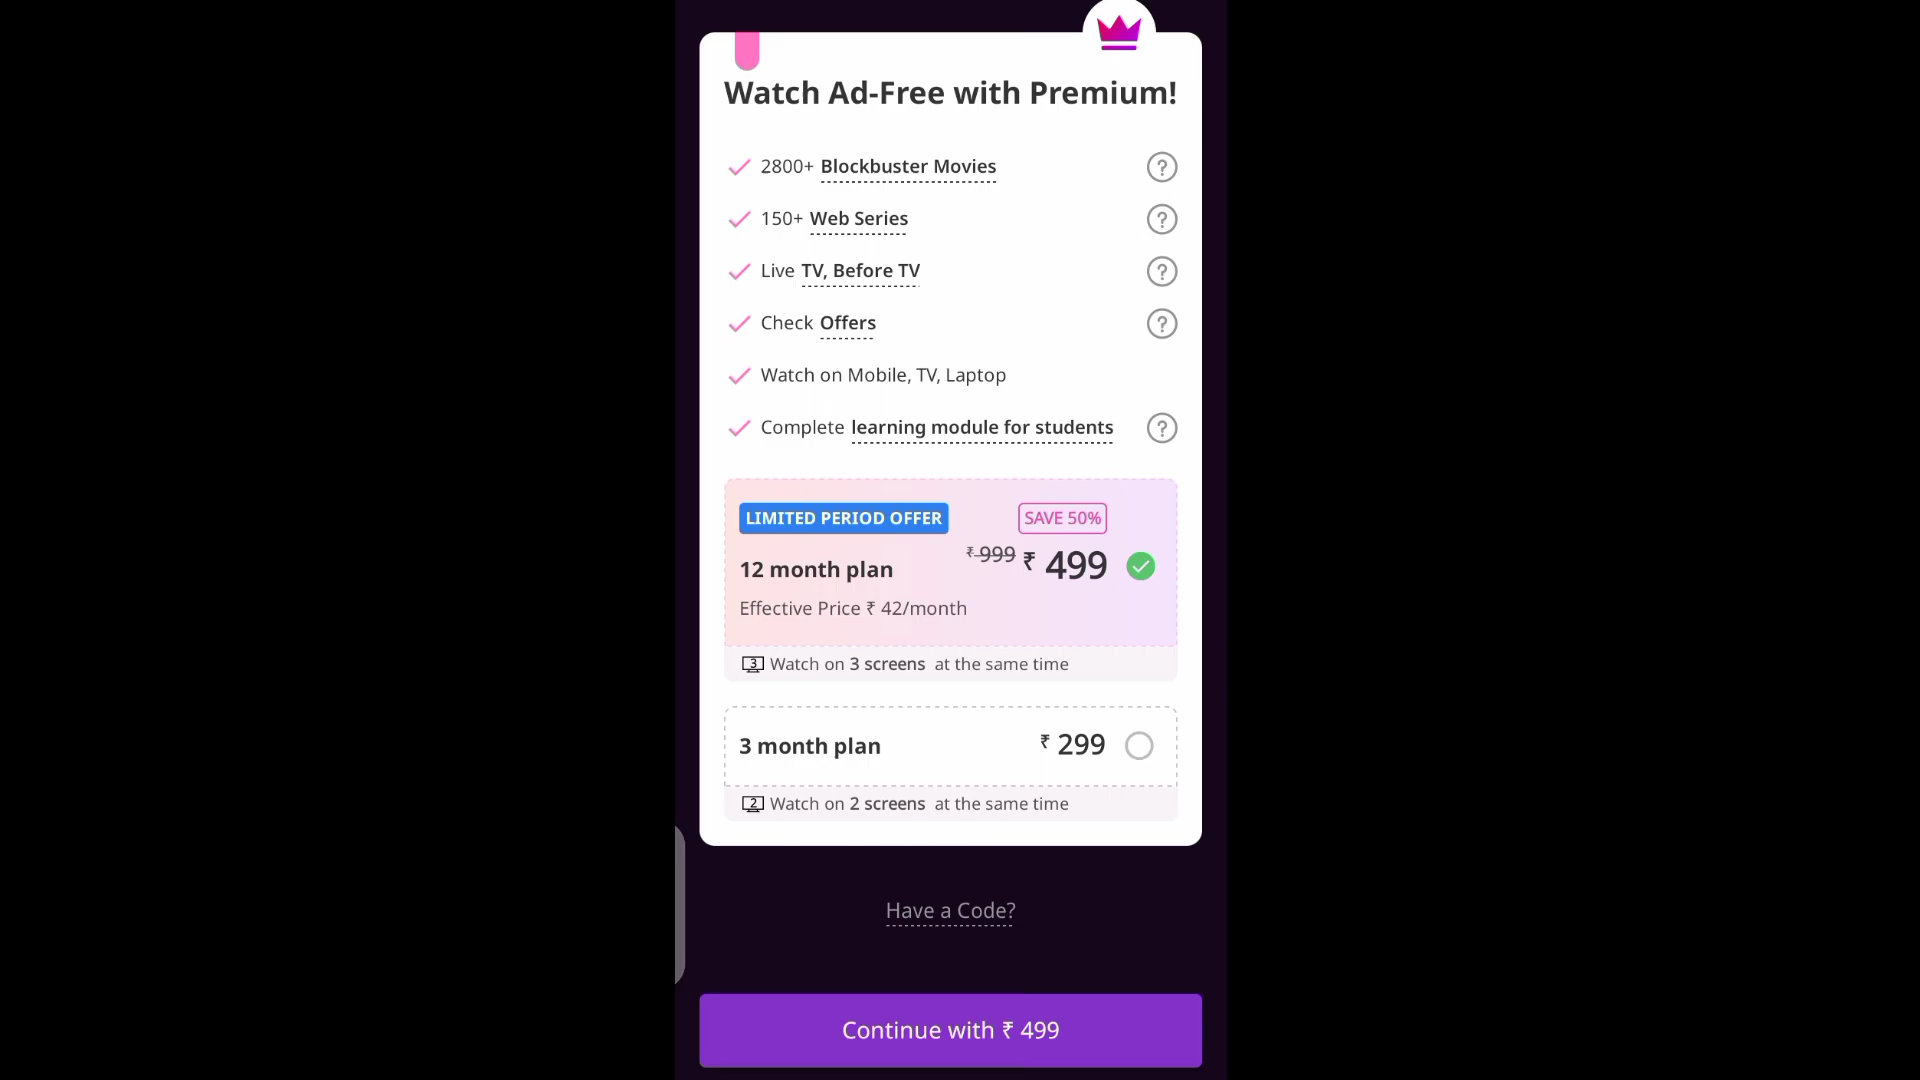 Watch Ad-Free with Premium!
2800+ Blockbuster Movies ?
150+ Web Series ?
Live TV, Before TV ?
Check Offers ?
Watch on Mobile, TV, Laptop
Complete learning module for students ?
LIMITED PERIOD OFFER SAVE 50%
12 month plan ₹ 999 ₹ 499
Effective Price ₹ 42/month
3 Watch on 3 screens at the same time
3 month plan ₹ 299
2 Watch on 2 screens at the same time
Have a Code?
Continue with ₹ 499